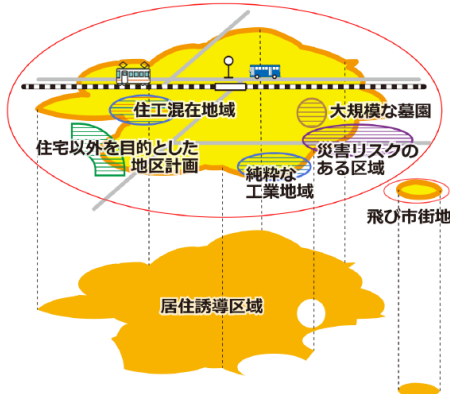 住工混在地域
大規模な墓園
住宅以外を目的とした
地区計画
災害リスクの
ある区域
純粋な
工業地域
飛び市街地
居住誘導区域